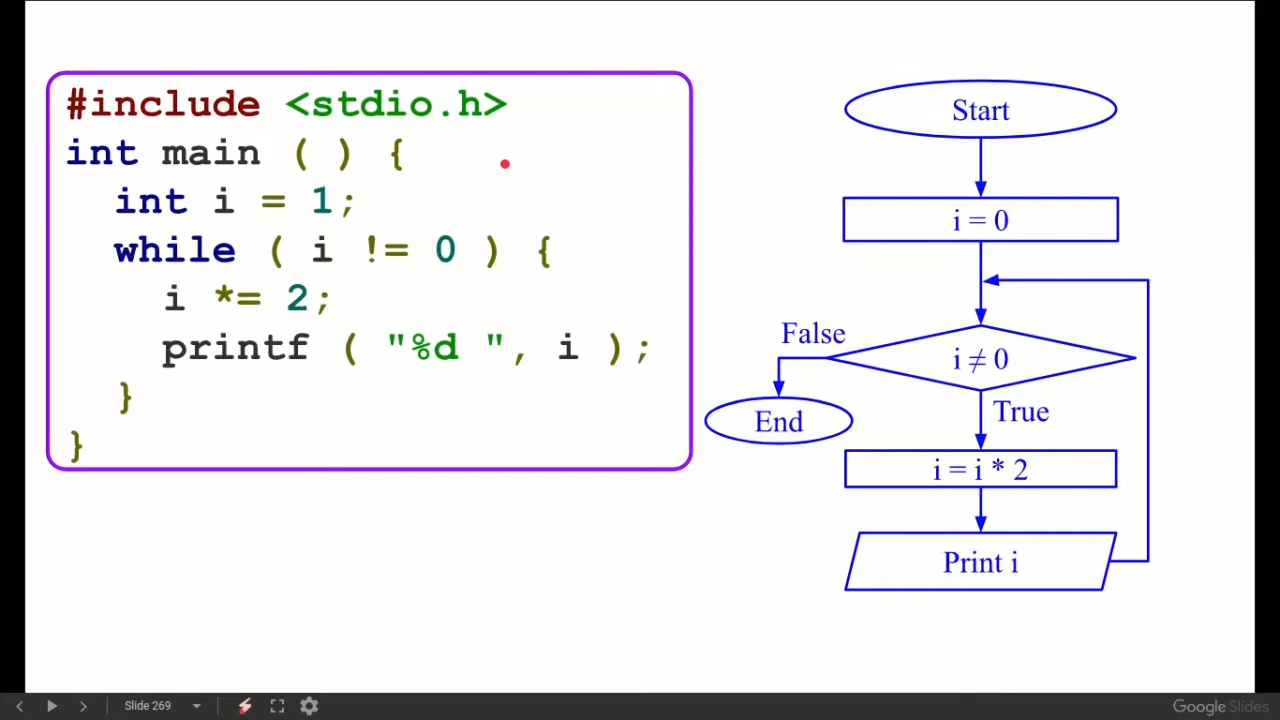 #include <stdio.h>
int main ( ) {
int i = 1;
while ( i != 0 ) {
i *= 2;
printf ( "%d ", i );
}
}
Start
i = 0
i ≠ 0
False
True
End
i = i * 2
Print i
Slide 269
Google Slides